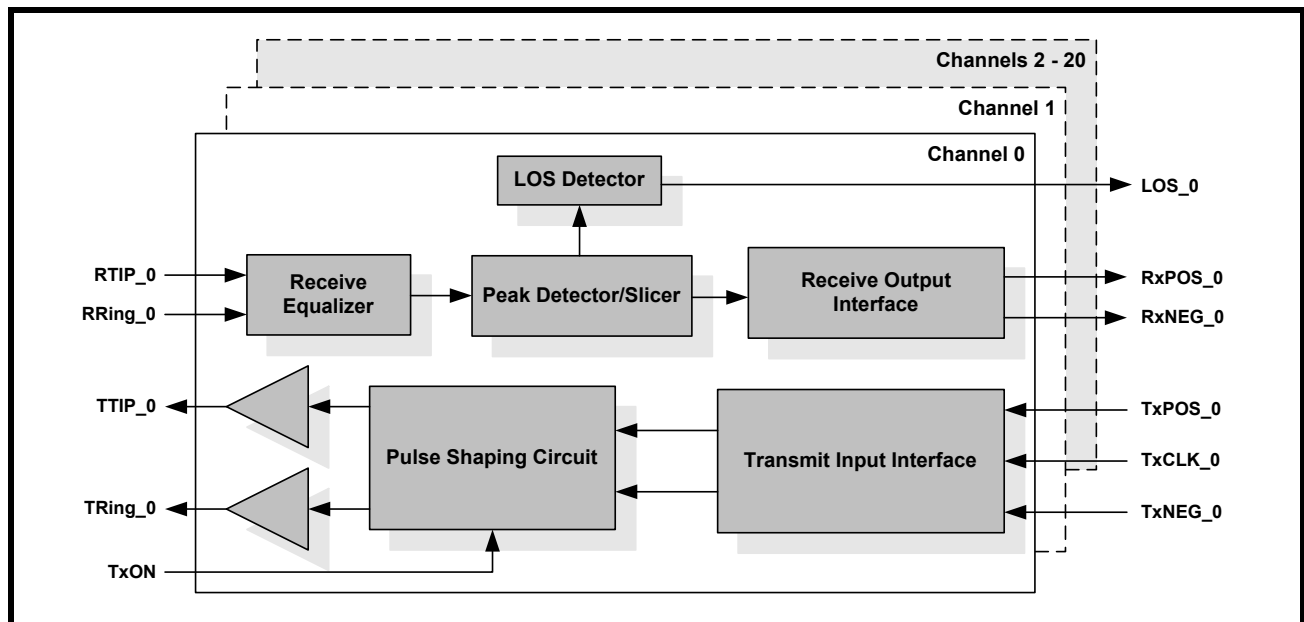 Channels 2 - 20
Channel 1
Channel 0
LOS Detector
LOS_0
RTIP_0
RRing_0
Receive
Equalizer
Peak Detector/Slicer
Receive Output
Interface
RxPOS_0
RxNEG_0
TTIP_0
TRing_0
TxON
Pulse Shaping Circuit
Transmit Input Interface
TxPOS_0
TxCLK_0
TxNEG_0